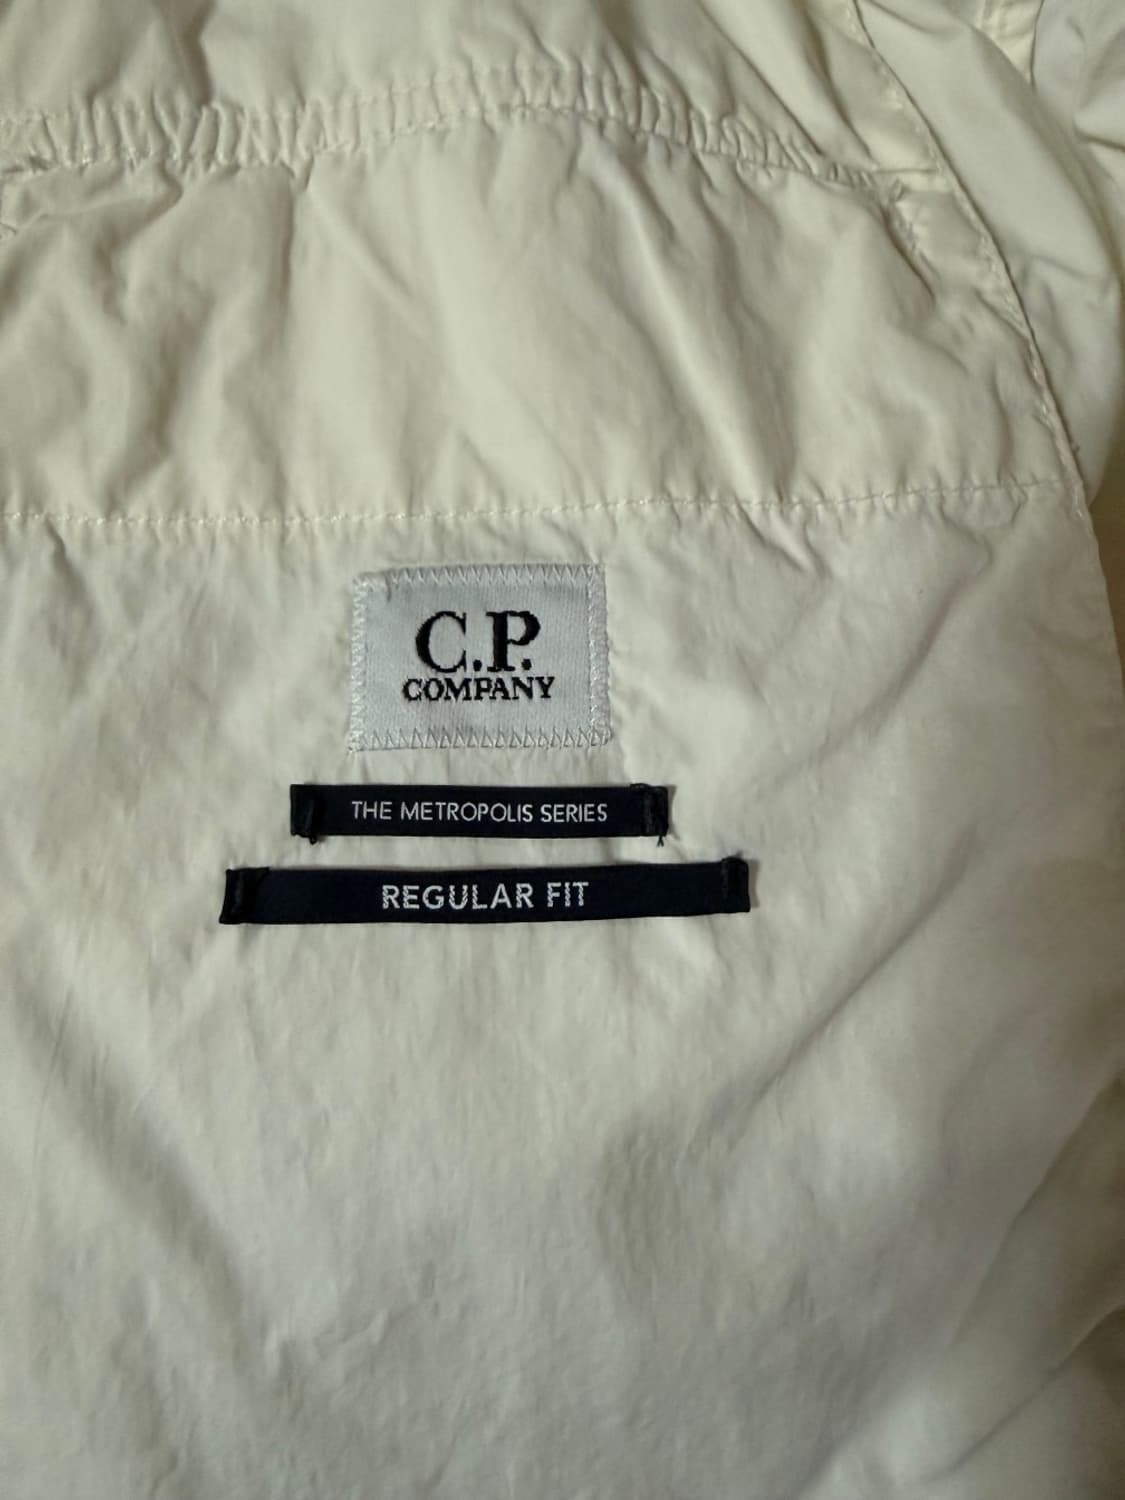 C.P.
COMPANY
THE METROPOLIS SERIES
REGULAR FIT